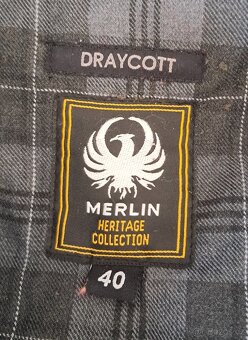 DRAYCOTT
MERLIN
HERITAGE
COLLECTION
40